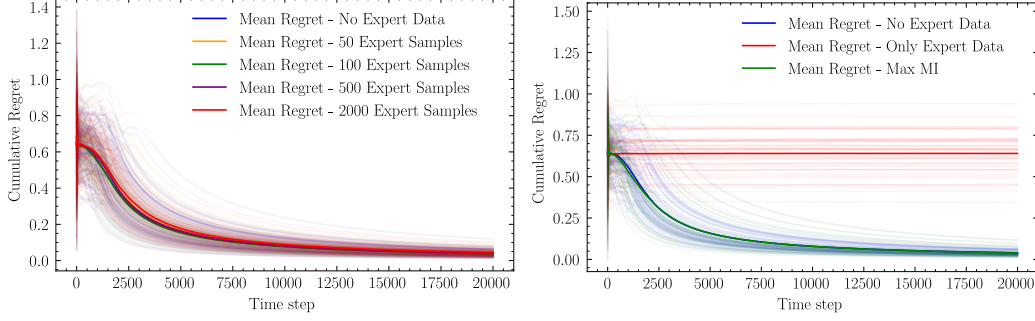 1.4
1.2
1.0
0.8
0.6
0.4
0.2
0.0
Cumulative Regret
Mean Regret - No Expert Data
Mean Regret - 50 Expert Samples
Mean Regret - 100 Expert Samples
Mean Regret - 500 Expert Samples
Mean Regret - 2000 Expert Samples
0 2500 5000 7500 10000 12500 15000 17500 20000
Time step
1.50
1.25
1.00
0.75
0.50
0.25
0.00
Cumulative Regret
Mean Regret - No Expert Data
Mean Regret - Only Expert Data
Mean Regret - Max MI
0 2500 5000 7500 10000 12500 15000 17500 20000
Time step